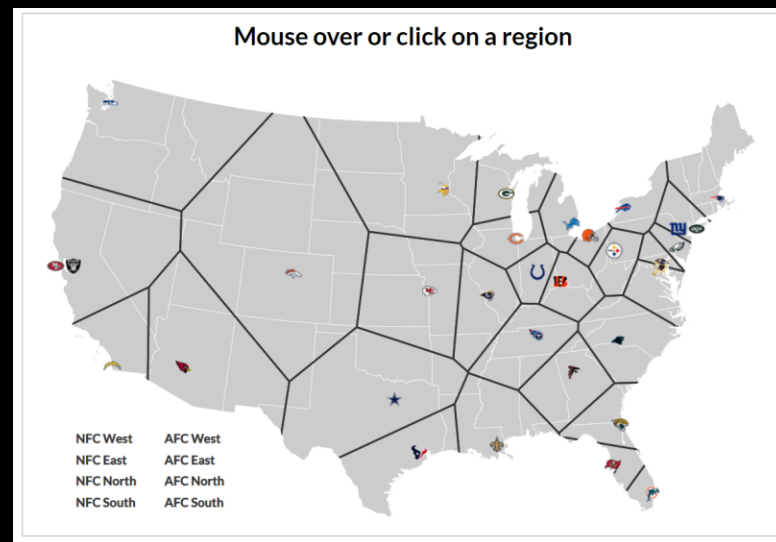 Mouse over or click on a region
NFC West AFC West
NFC East AFC East
NFC North AFC North
NFC South AFC South